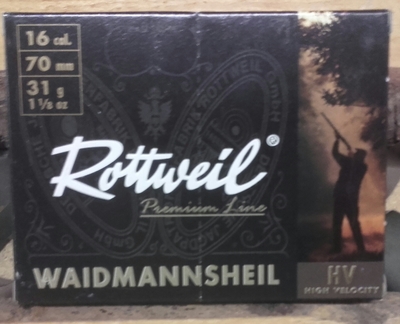 16 cal.
70 mm
31 g
1 1/8 oz
Rottweil®
Premium Line
WAIDMANNSHEIL
HV
HIGH VELOCITY